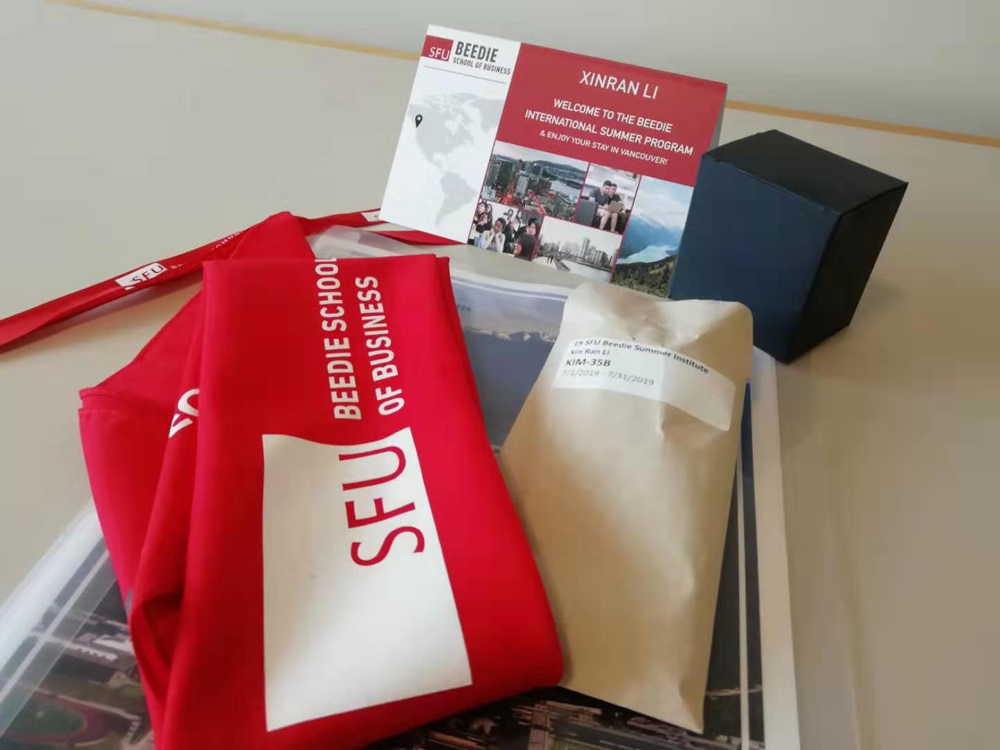 SFU BEEDIE
SCHOOL OF BUSINESS
XINRAN LI
WELCOME TO THE BEEDIE
INTERNATIONAL SUMMER PROGRAM
& ENJOY YOUR STAY IN VANCOUVER!
SFU
BEEDIE SCHOOL
OF BUSINESS
SFU
19 SFU Beedie Summer Institute
Xin Ran Li
KIM-35B
7/1/2019 - 7/31/2019